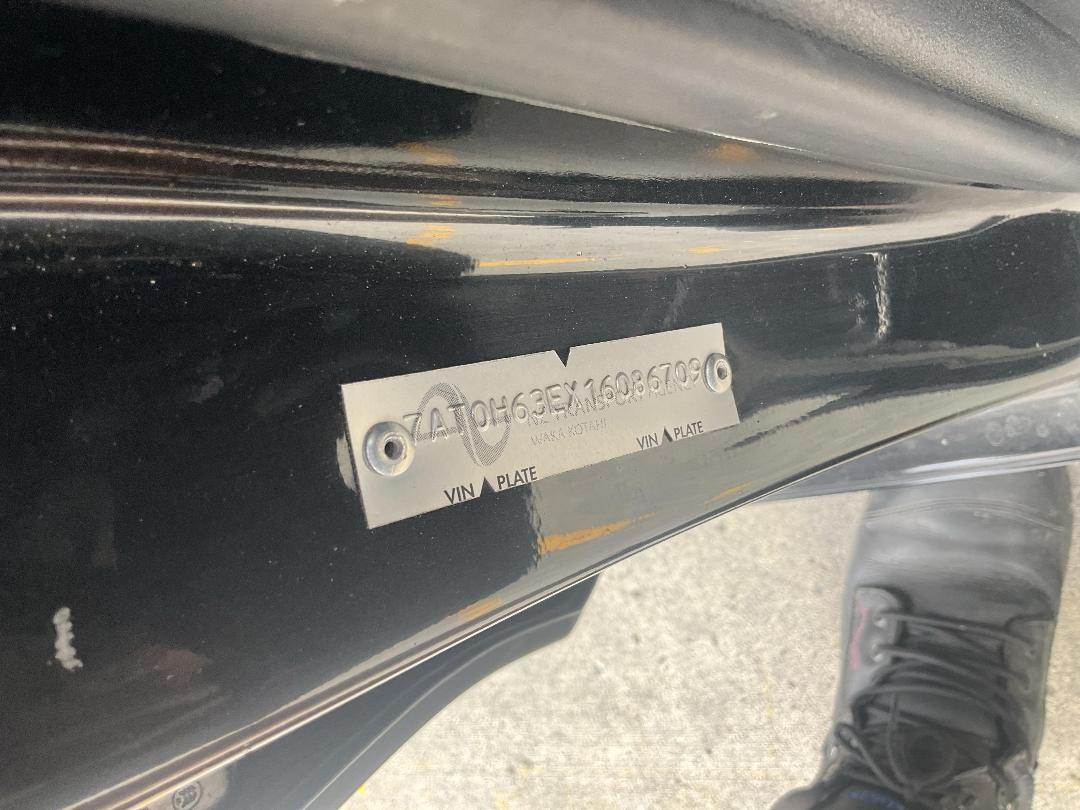 7AT0H63EX16086709
NZ TRANSPORT AGENCY
WAKA KOTAHI
VIN PLATE VIN PLATE